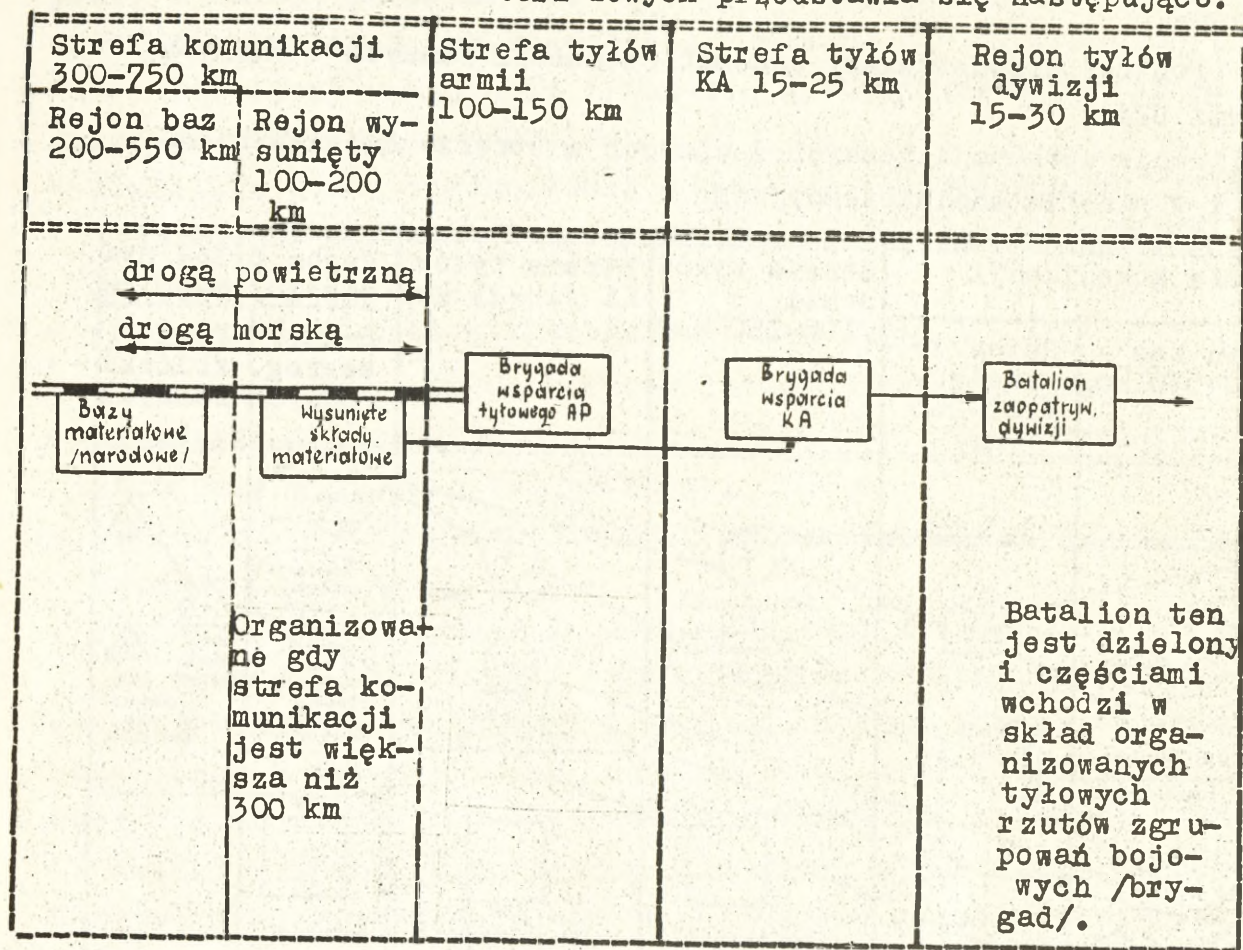 przedstawia się następująco.
Strefa komunikacji
300-750 km
Rejon baz
200-550 km
Rejon wy-
sunięty
100-200
km
Strefa tyłów
armii
100-150 km
Strefa tyłów
KA 15-25 km
Rejon tyłów
dywizji
15-30 km
drogą powietrzną
drogą morską
Bazy
materiałowe
/narodowe/
Wysunięte
składy
materiałowe
Brygada
wsparcia
tyłowego AP
Brygada
wsparcia
KA
Batalion
zaopatryw.
dywizji
Organizowa-
ne gdy
strefa ko-
munikacji
jest więk-
sza niż
300 km
Batalion ten
jest dzielony
i częściami
wchodzi w
skład orga-
nizowanych
tyłowych
rzutów zgru-
powań bojo-
wych /bry-
gad/.